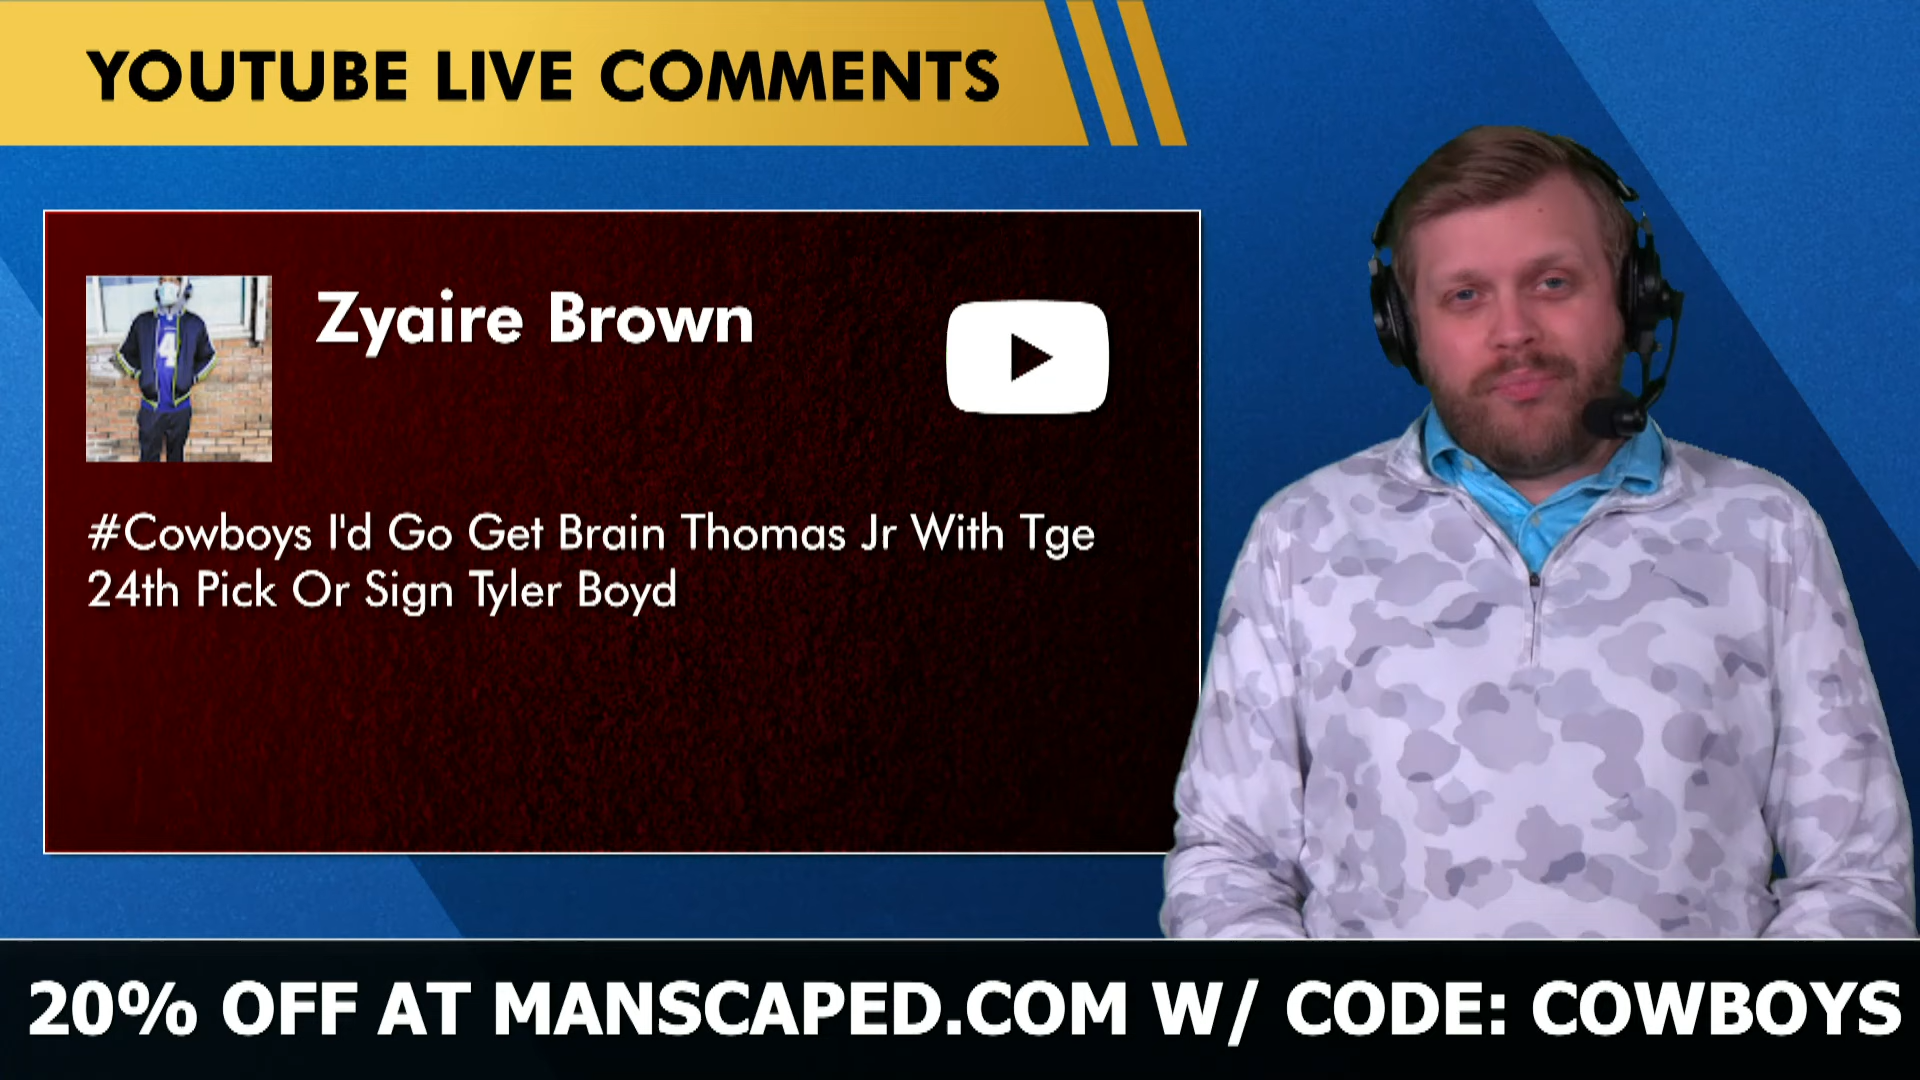 YOUTUBE LIVE COMMENTS
Zyaire Brown
4
#Cowboys I'd Go Get Brain Thomas Jr With Tge
24th Pick Or Sign Tyler Boyd
20% OFF AT MANSCAPED.COM W/ CODE: COWBOYS